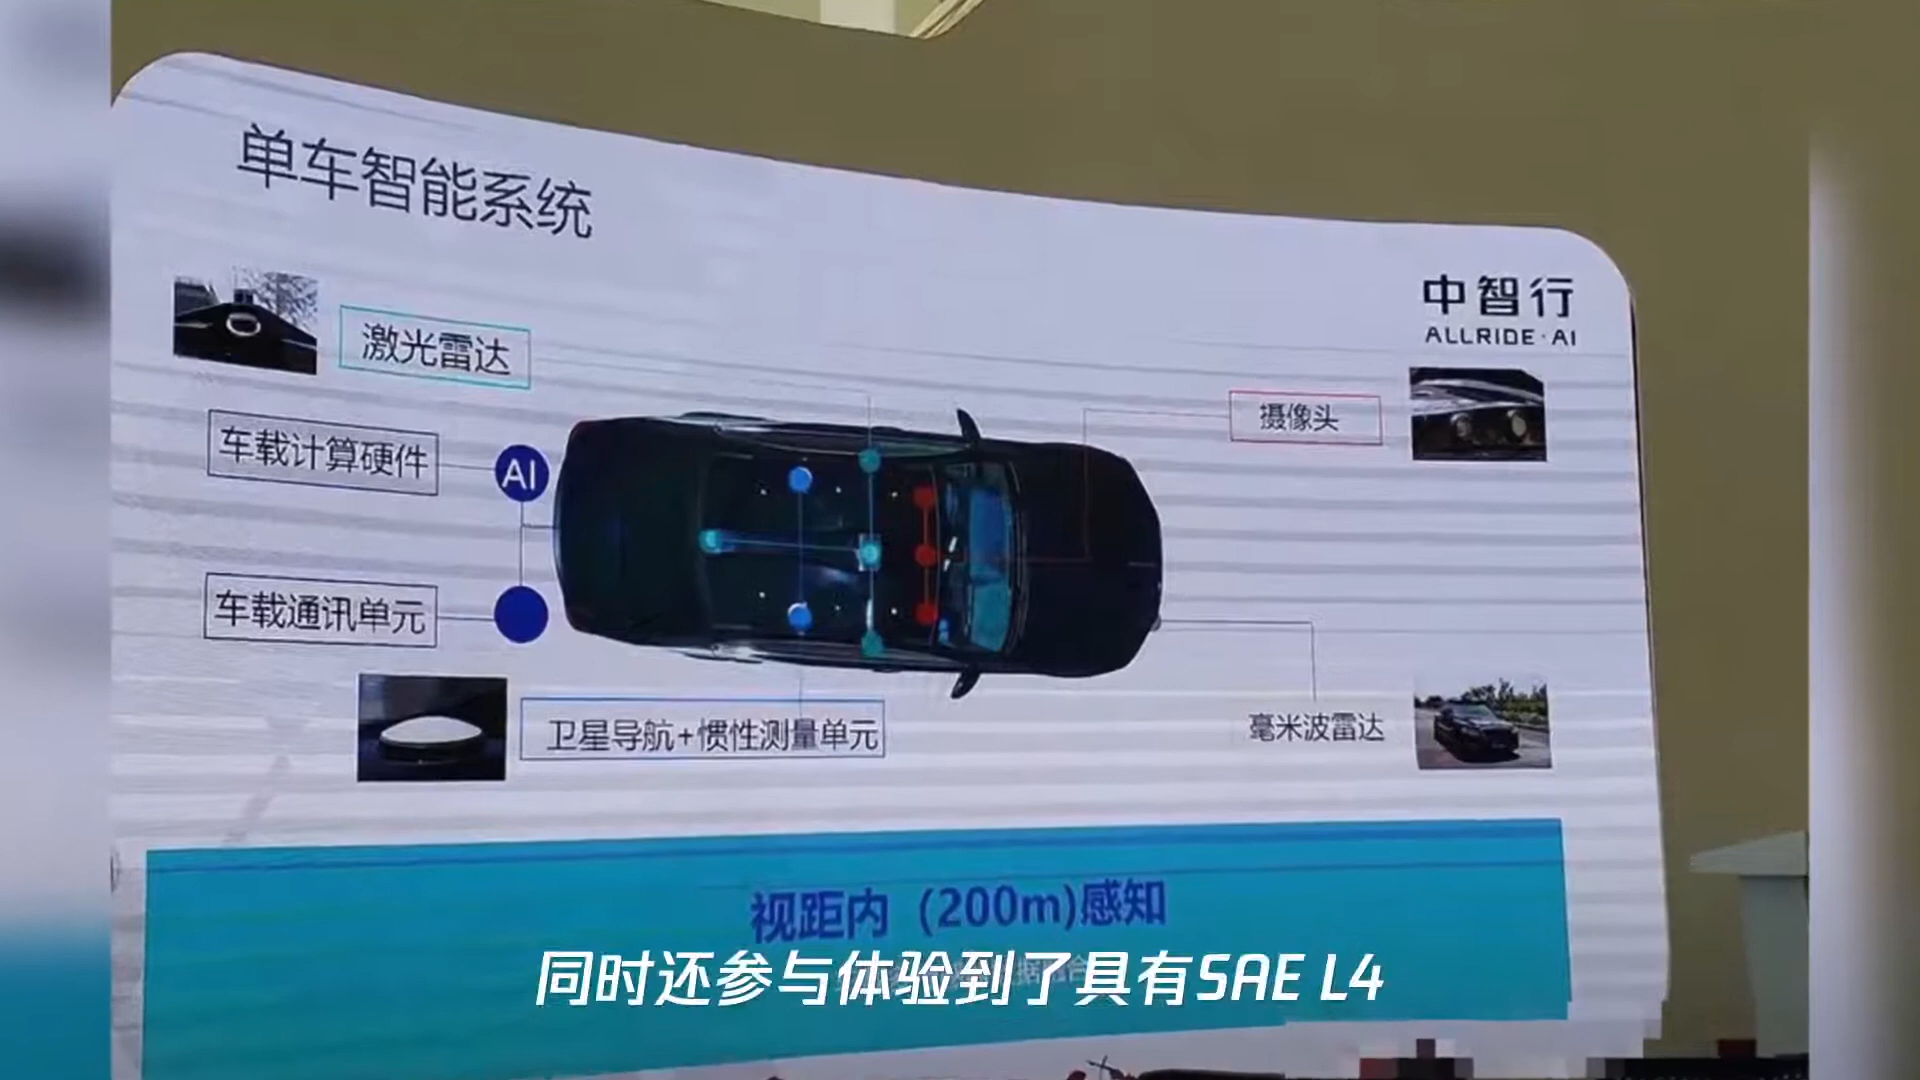 单车智能系统
中智行
ALLRIDE·AI
激光雷达
摄像头
车载计算硬件
AI
车载通讯单元
卫星导航+惯性测量单元
毫米波雷达
视距内（200m)感知
同时还参与体验到了具有SAE L4